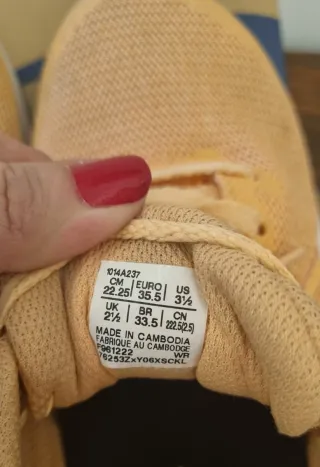 1014A237
CM EURO US
22.25 35.5 3½
UK BR CN
2½ 33.5 222.5(2.5)
MADE IN CAMBODIA
FABRIQUE AU CAMBODGE
F961222 WR
76253ZxY06XSCKL